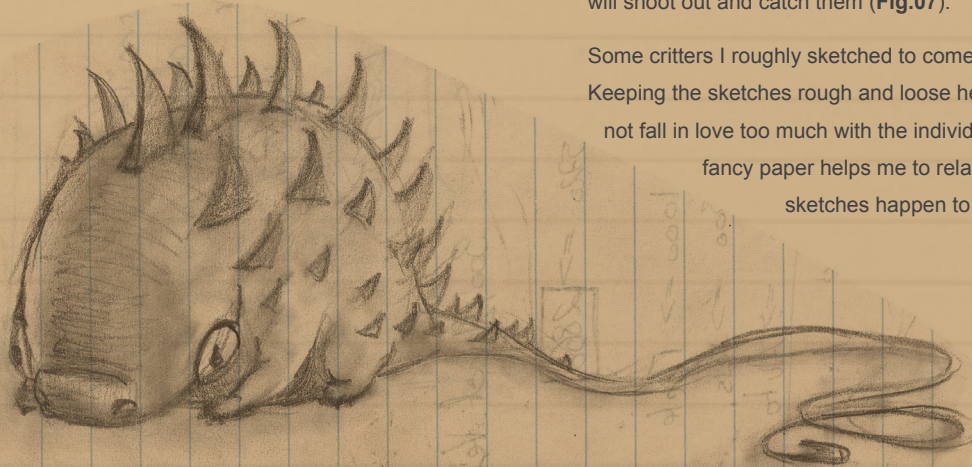 will shoot out and catch them (Fig.07).
Some critters I roughly sketched to come
Keeping the sketches rough and loose he
not fall in love too much with the individ
fancy paper helps me to rela
sketches happen to